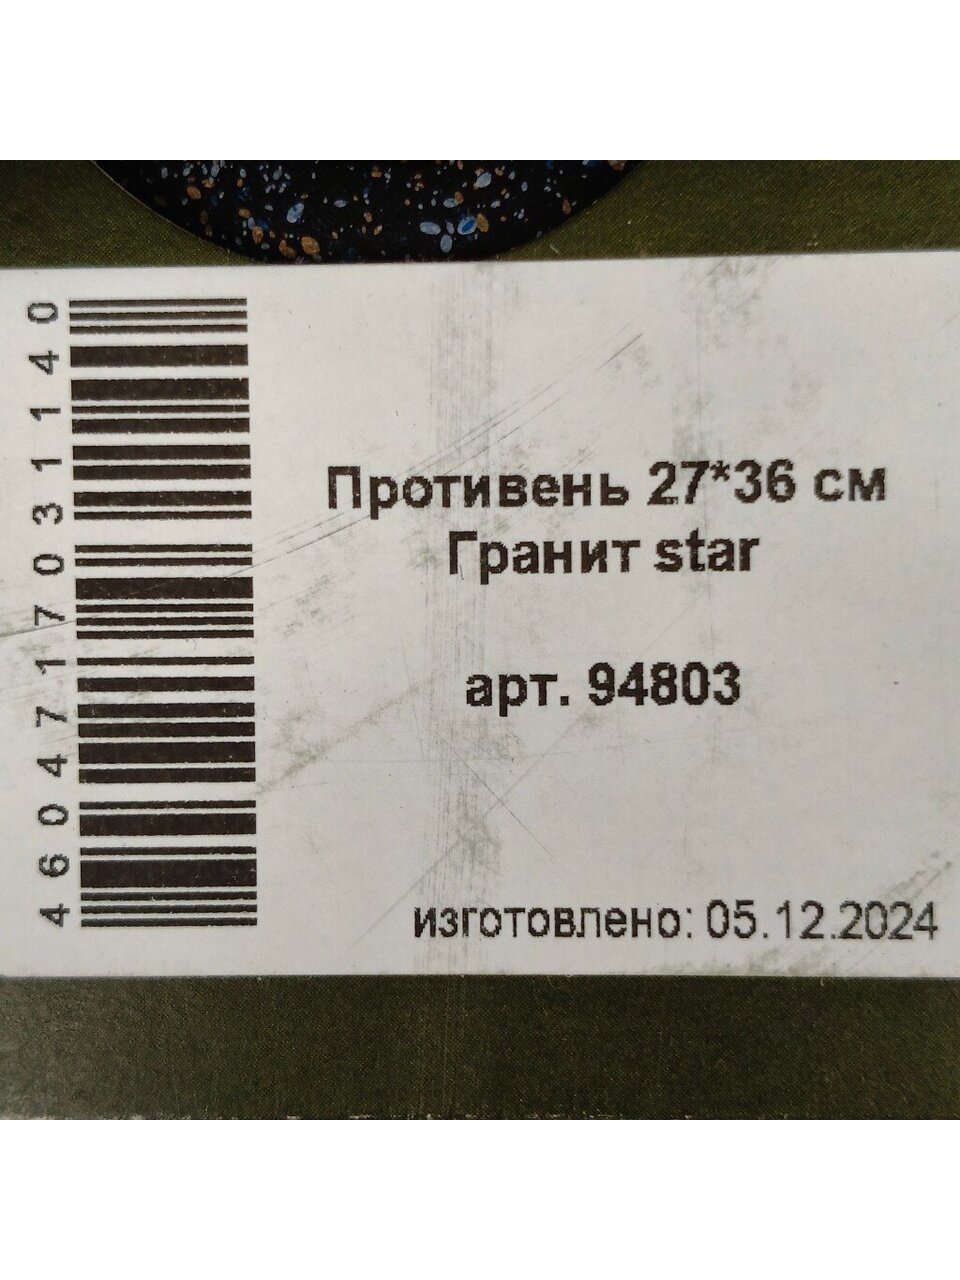 4604717031140
Противень 27*36 см
Гранит star
арт. 94803
изготовлено: 05.12.2024